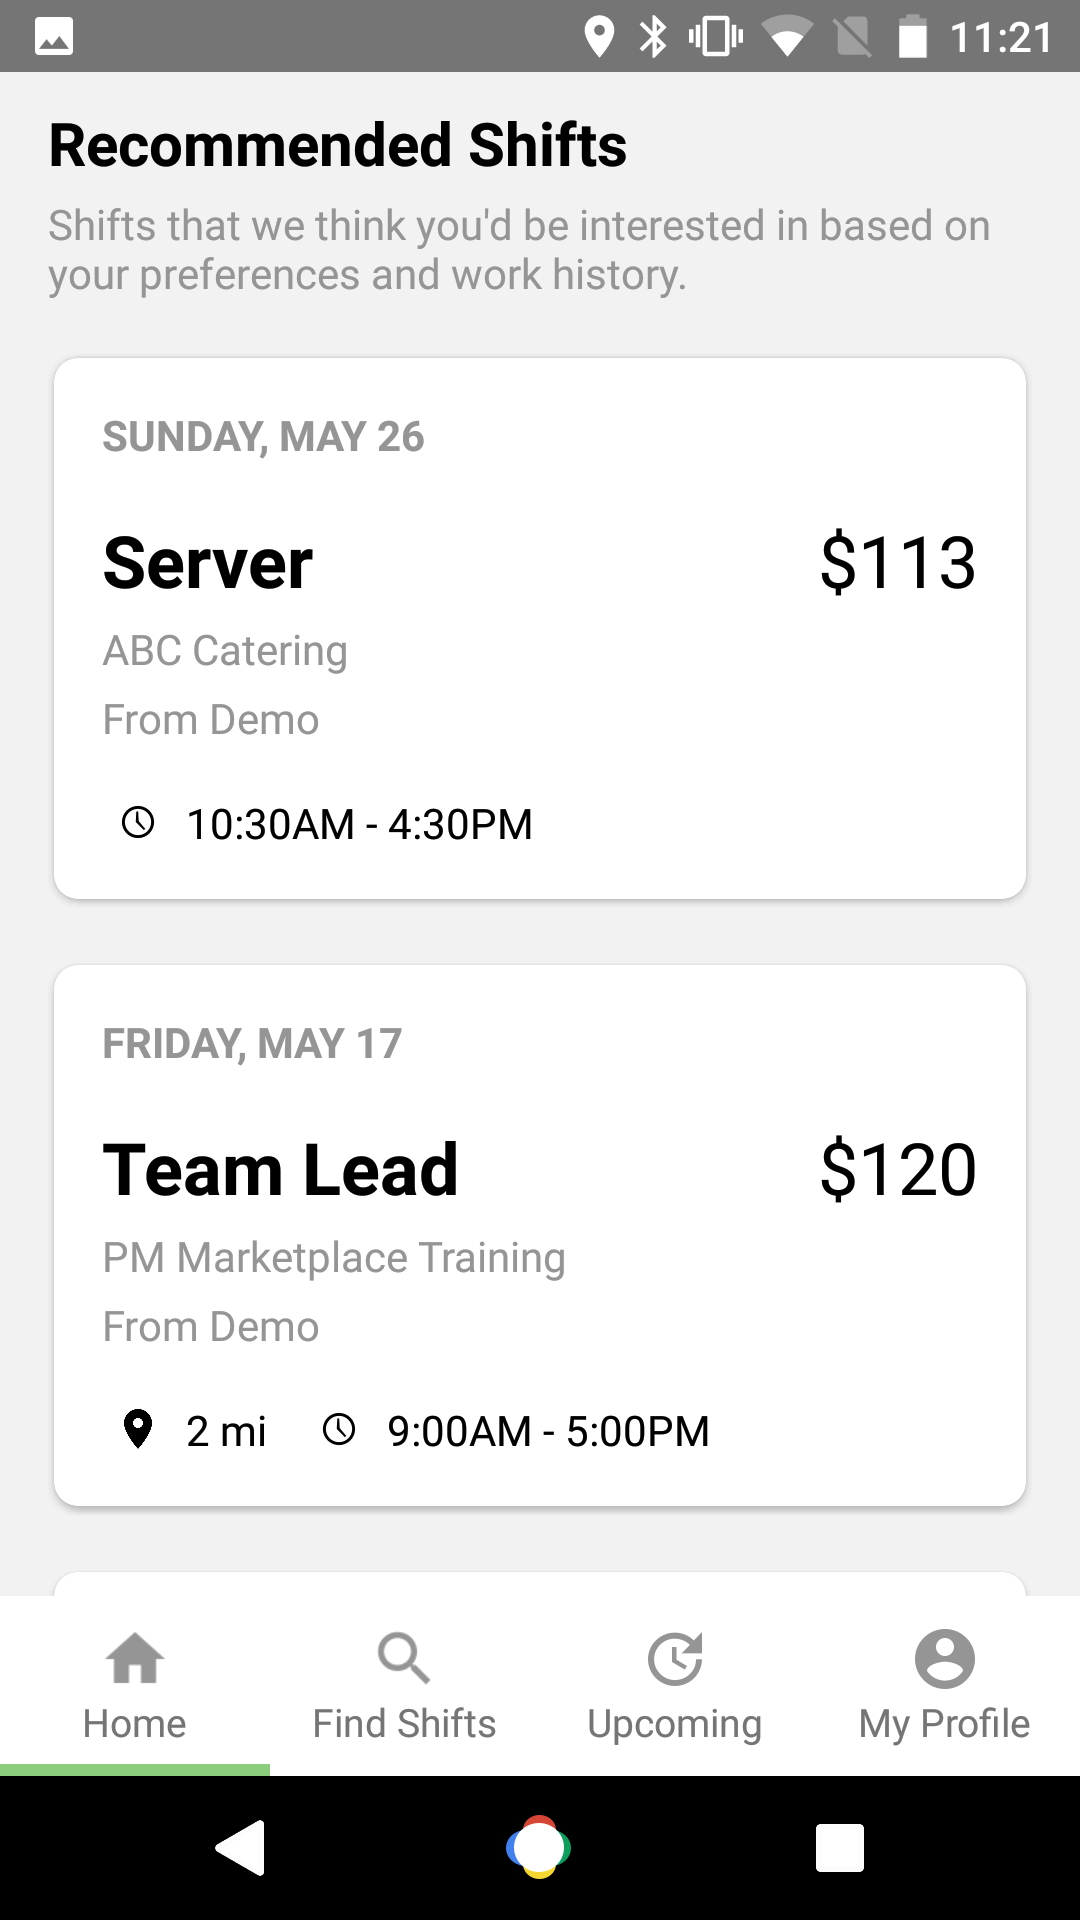 11:21
Recommended Shifts
Shifts that we think you'd be interested in based on
your preferences and work history.
SUNDAY, MAY 26
Server
$113
ABC Catering
From Demo
10:30AM - 4:30PM
FRIDAY, MAY 17
Team Lead
$120
PM Marketplace Training
From Demo
2 mi
9:00AM - 5:00PM
Home
Find Shifts
Upcoming
My Profile